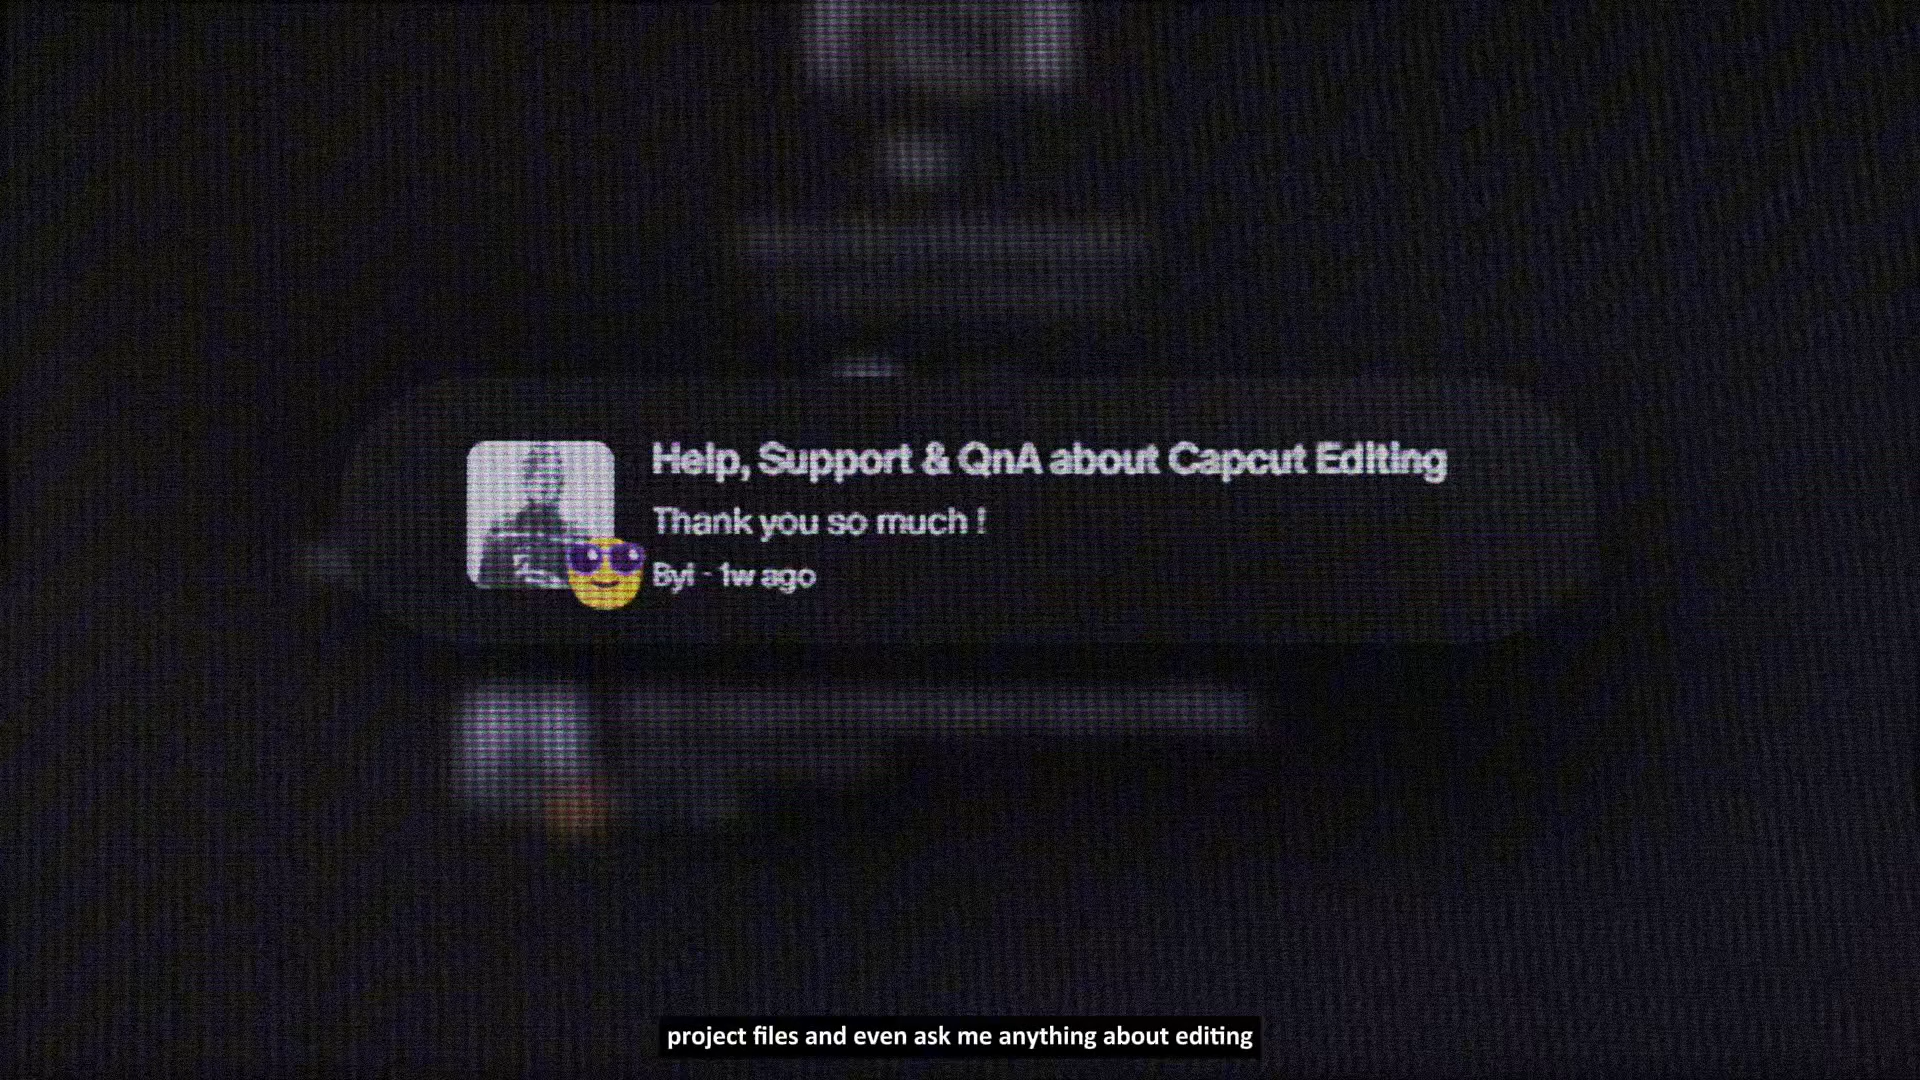 Help, Support & QnA about Capcut Editing
Thank you so much !
Byi - 1w ago
project files and even ask me anything about editing